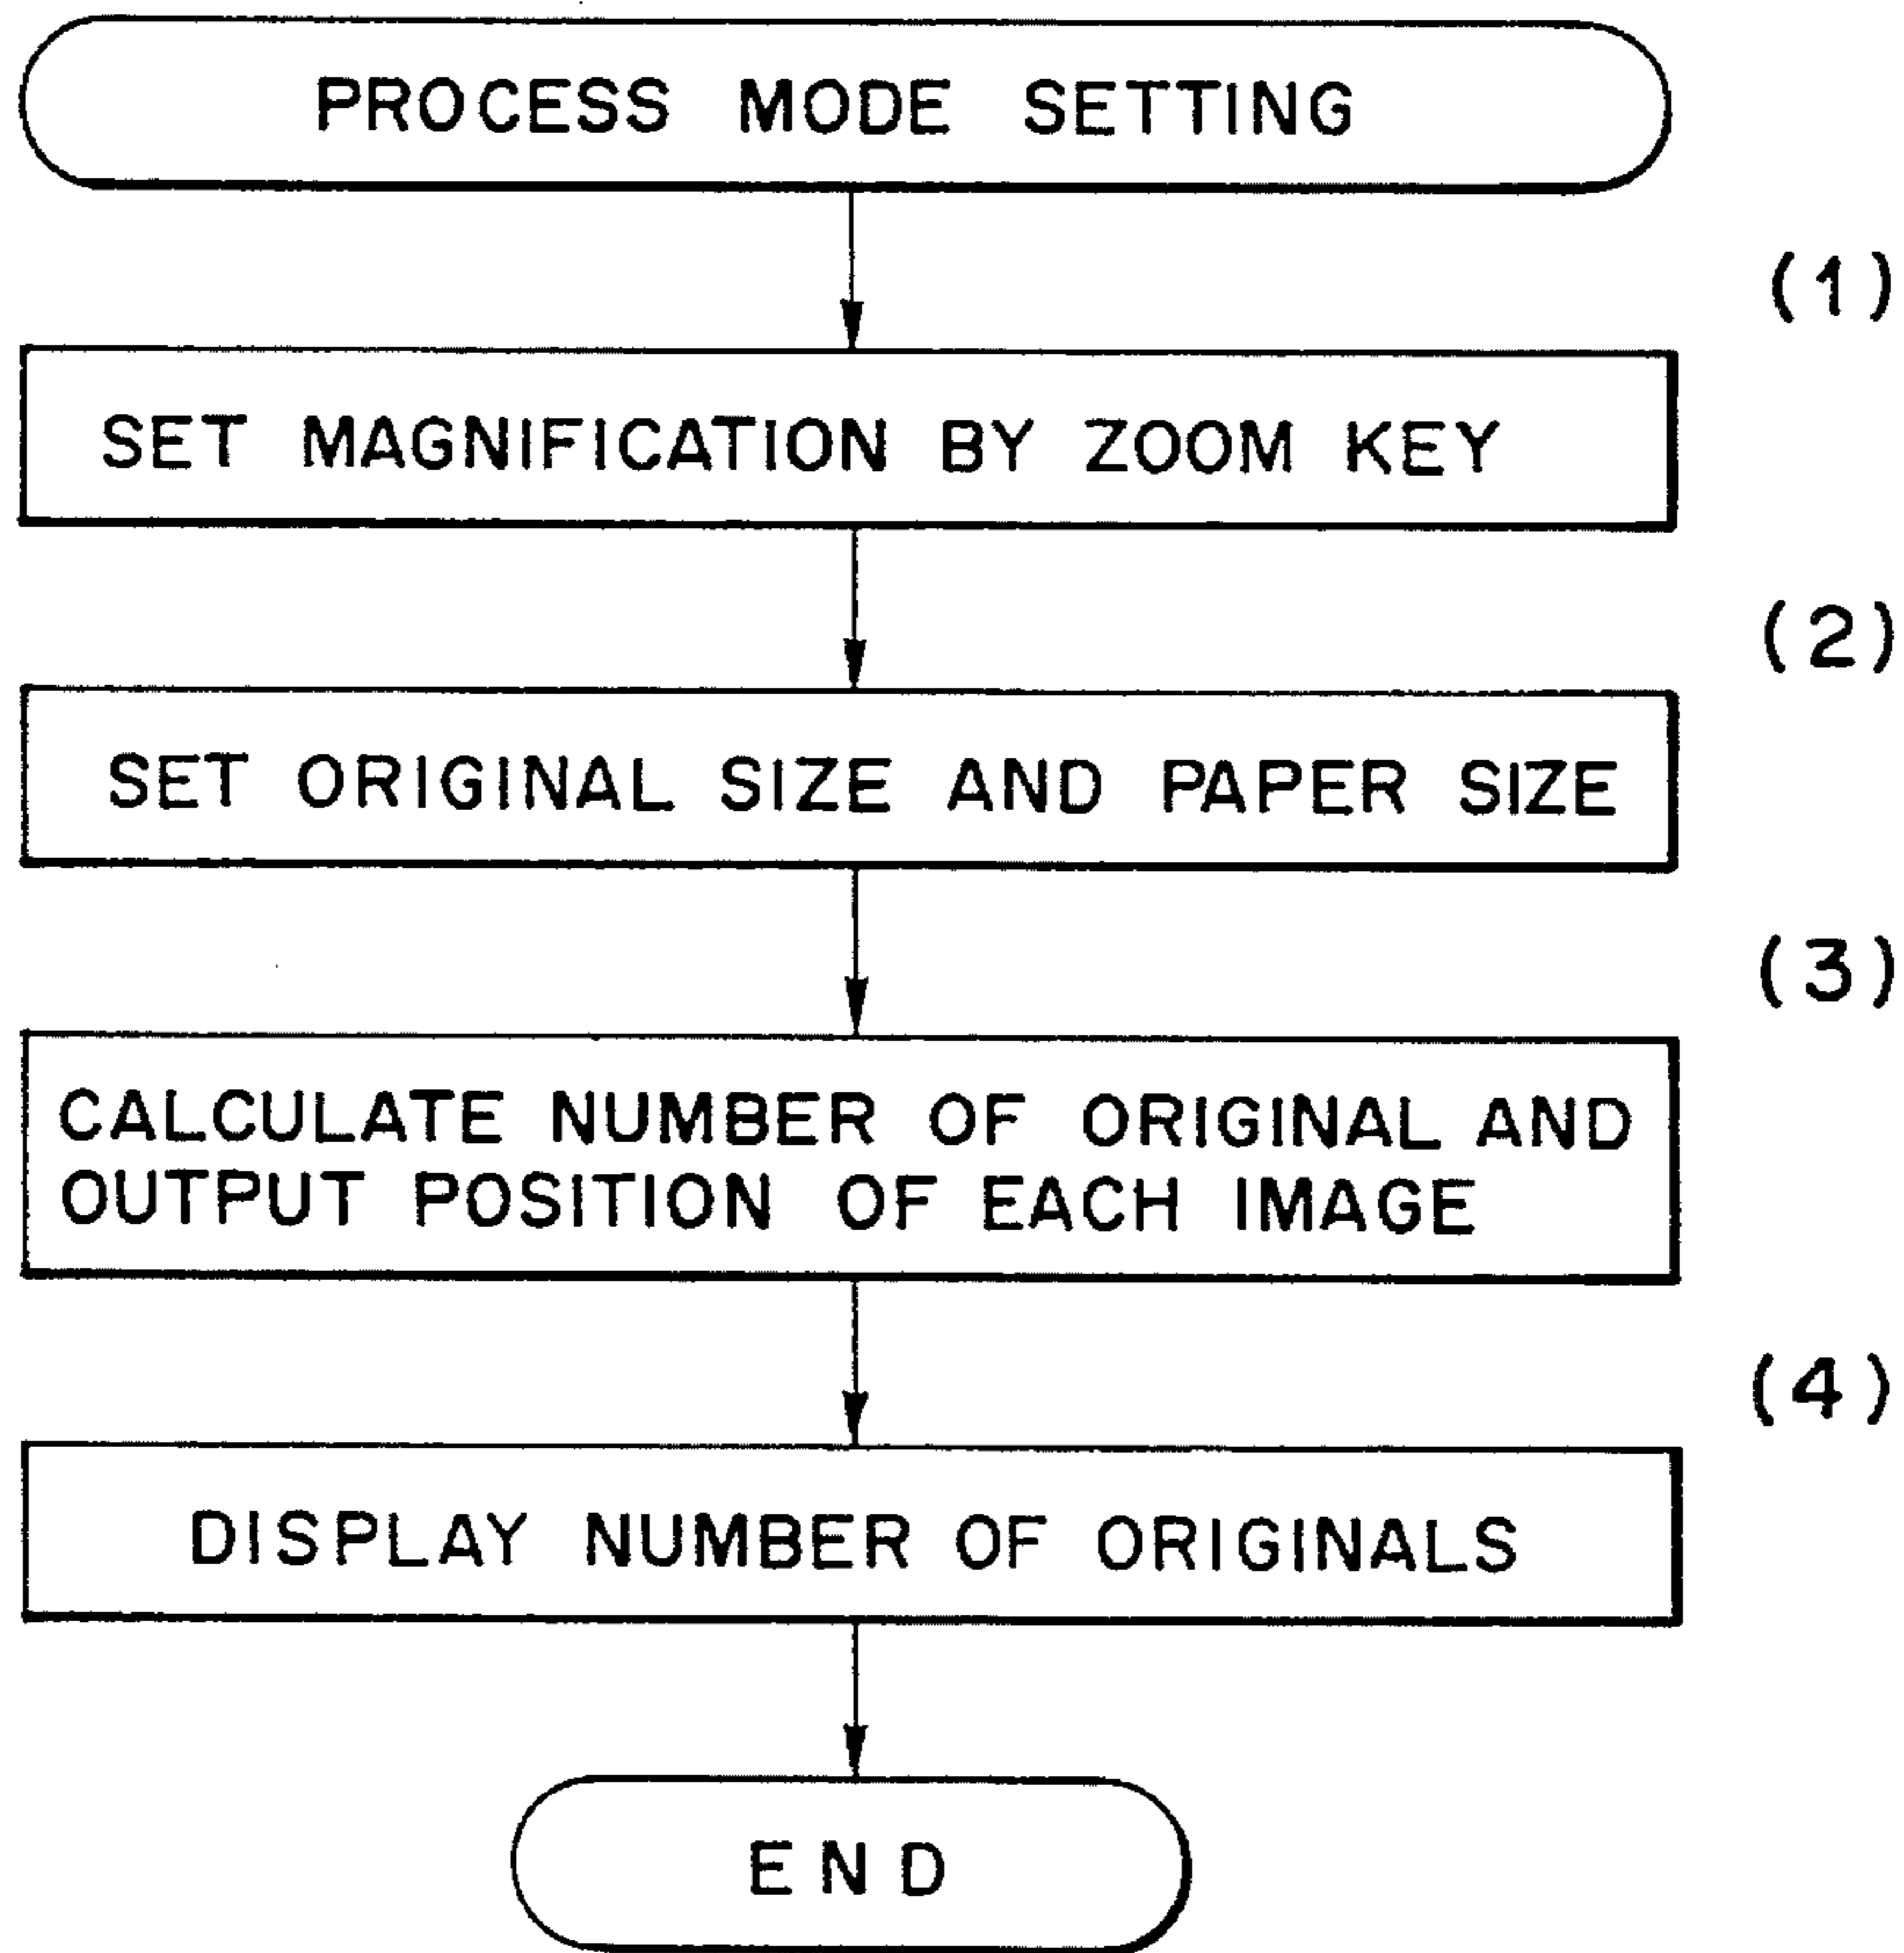 PROCESS MODE SETTING
(1)
SET MAGNIFICATION BY ZOOM KEY
(2)
SET ORIGINAL SIZE AND PAPER SIZE
(3)
CALCULATE NUMBER OF ORIGINAL AND
OUTPUT POSITION OF EACH IMAGE
(4)
DISPLAY NUMBER OF ORIGINALS
END